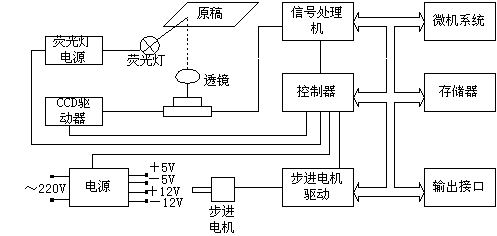 原稿
信号处理
机
微机系统
荧光灯
电源
荧光灯
透镜
CCD驱
动器
控制器
存储器
～220V
电源
＋5V
－5V
＋12V
－12V
步进
电机
步进电机
驱动
输出接口